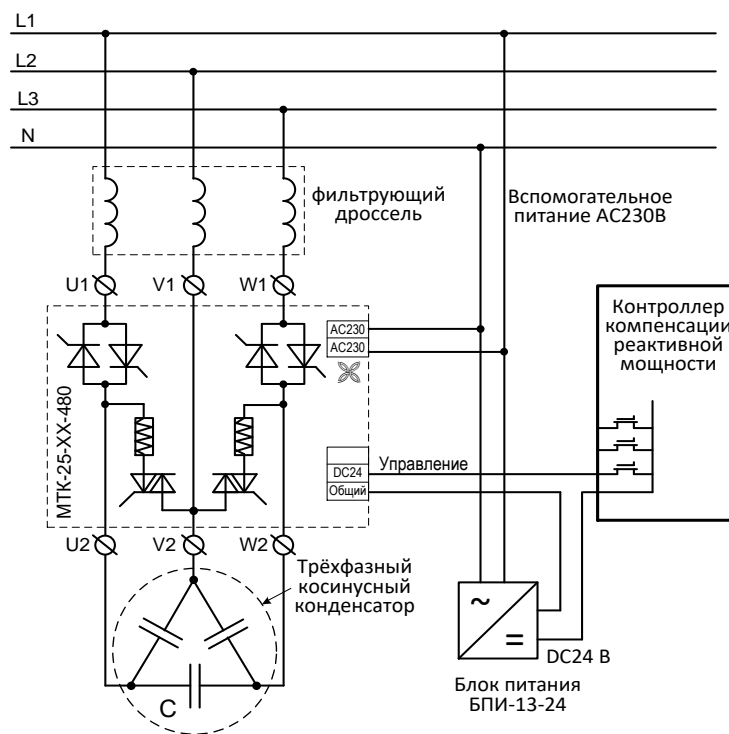 L1
L2
L3
N
фильтрующий
дроссель
Вспомогательное
питание AC230В
U1
V1
W1
Контроллер
компенсации
реактивной
мощности
AC230
AC230
МТК-25-ХХ-480
DC24
Общий
Управление
U2
V2
W2
Трёхфазный
косинусный
конденсатор
C
~
=
DC24 В
Блок питания
БПИ-13-24